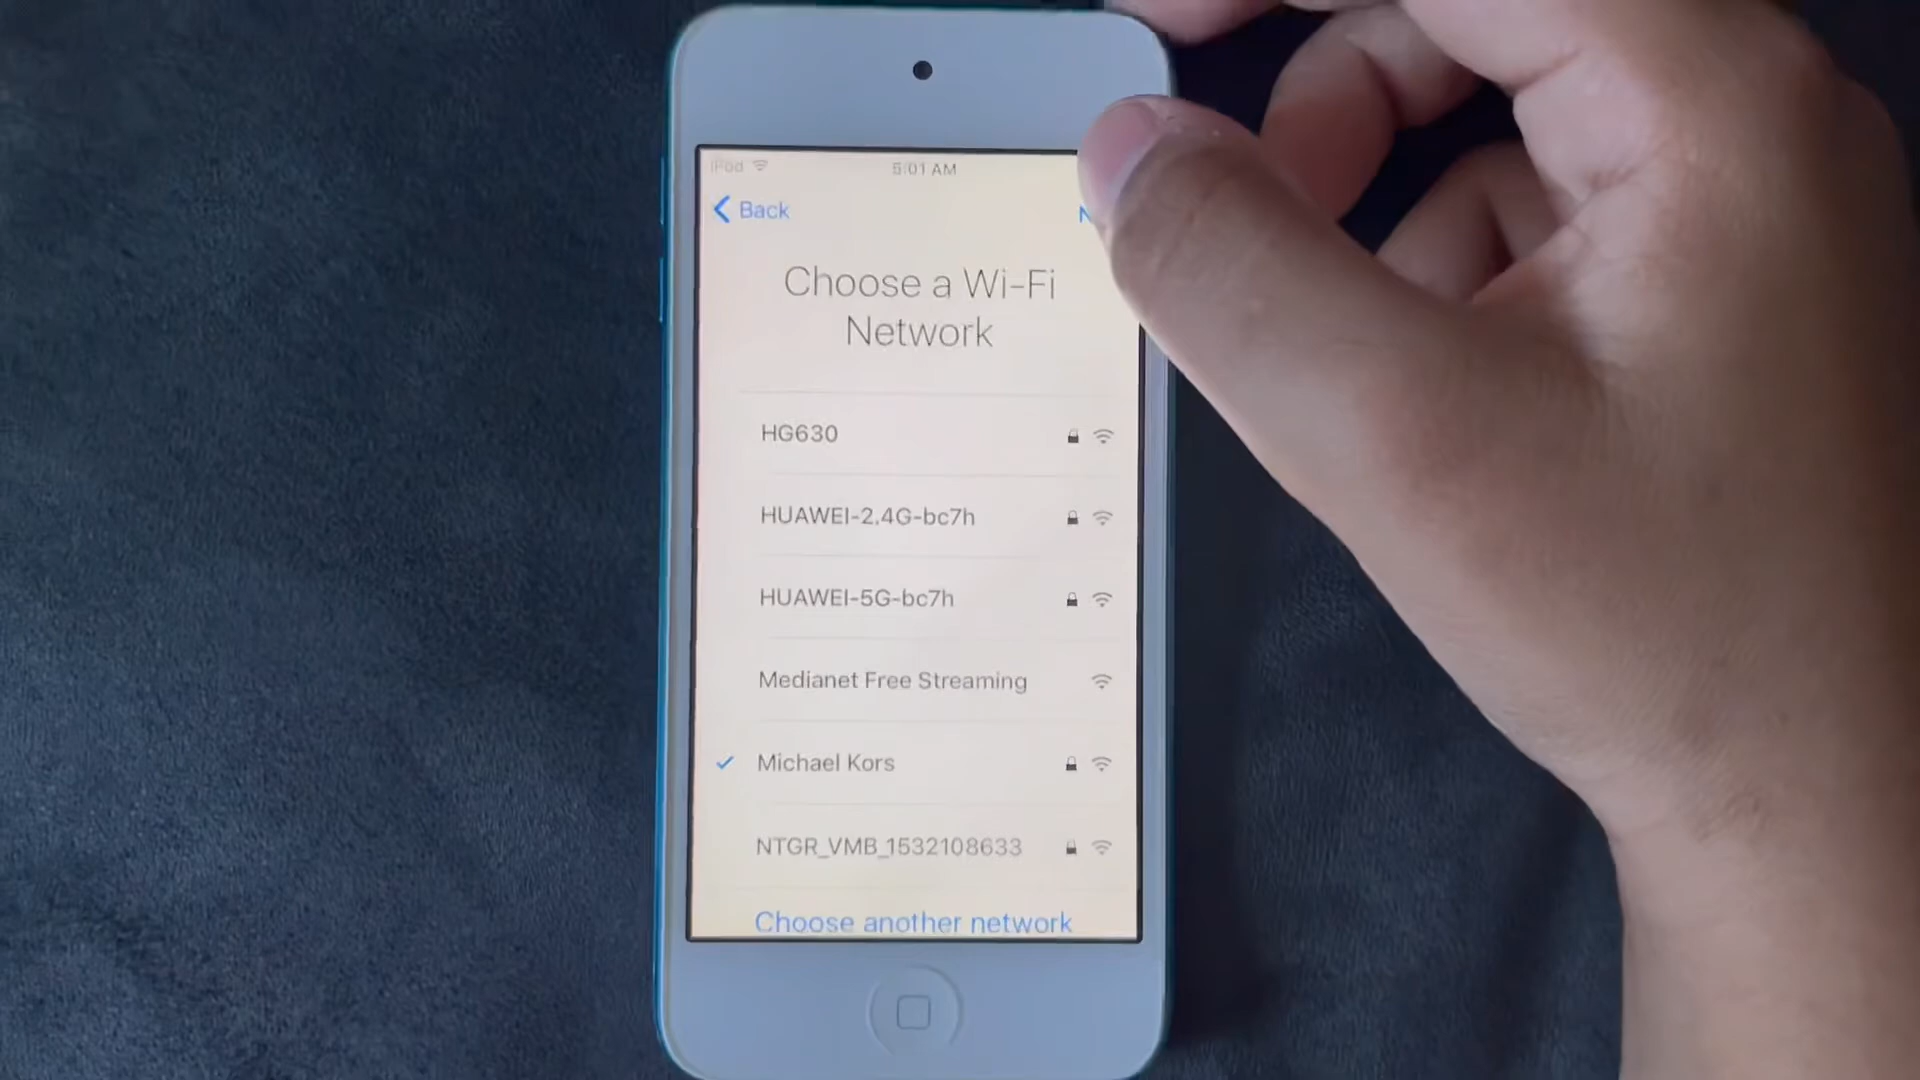 iPod 5:01 AM
Back
Choose a Wi-Fi
Network
HG630
HUAWEI-2.4G-bc7h
HUAWEI-5G-bc7h
Medianet Free Streaming
Michael Kors
NTGR_VMB_1532108633
Choose another network